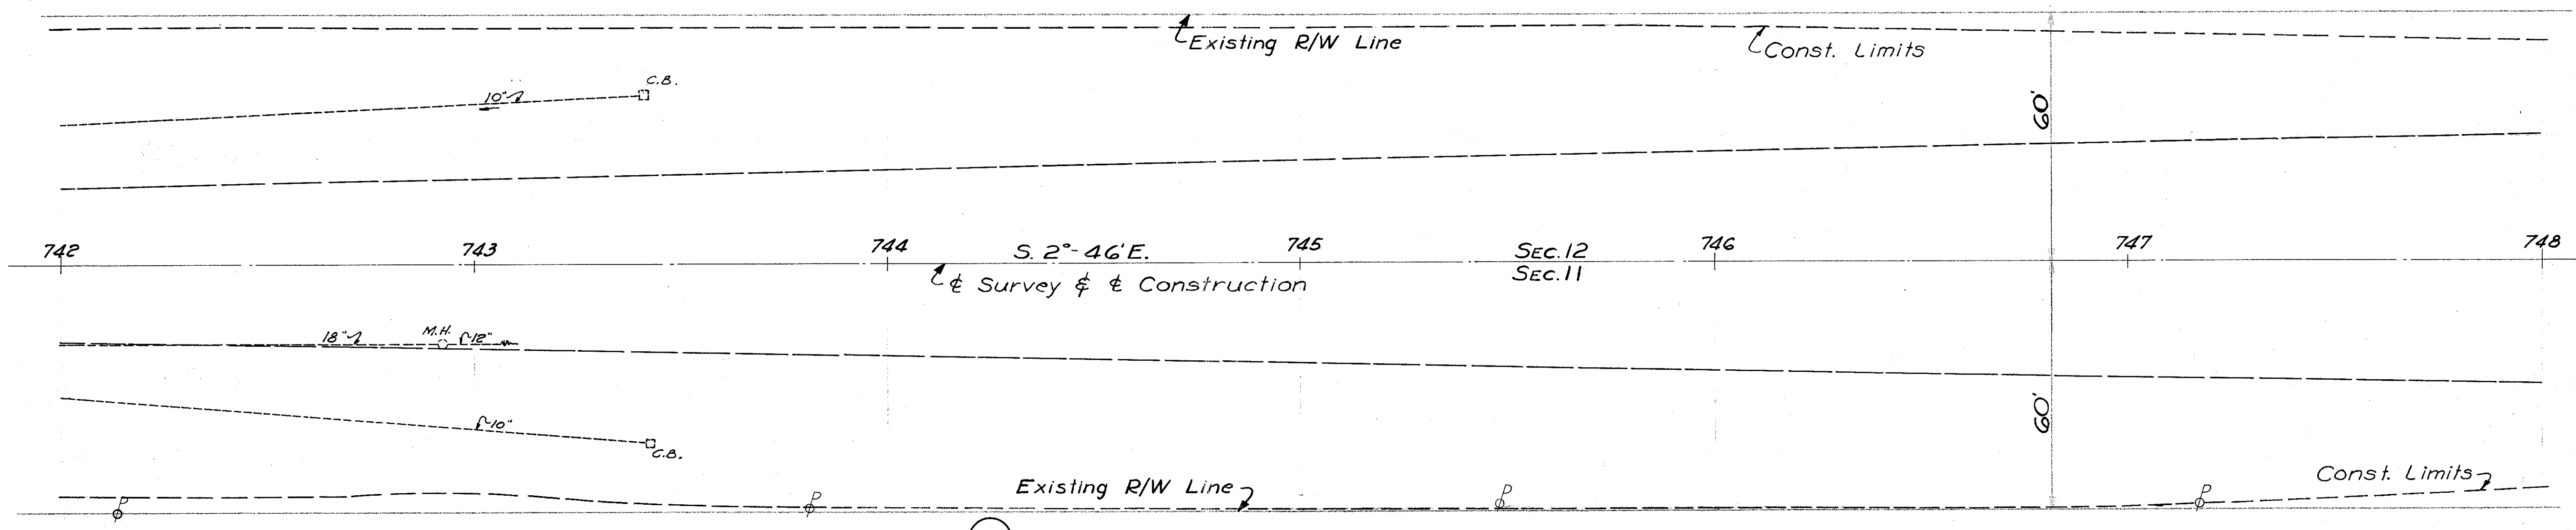 Existing R/W Line
Const. Limits
C.B.
10"
60'
742 743 744 S. 2°-46'E. 745 SEC.12 746 747 748
SEC.11
℄ Survey & ℄ Construction
18" M.H. 12"
10"
C.B.
60'
Existing R/W Line
Const. Limits